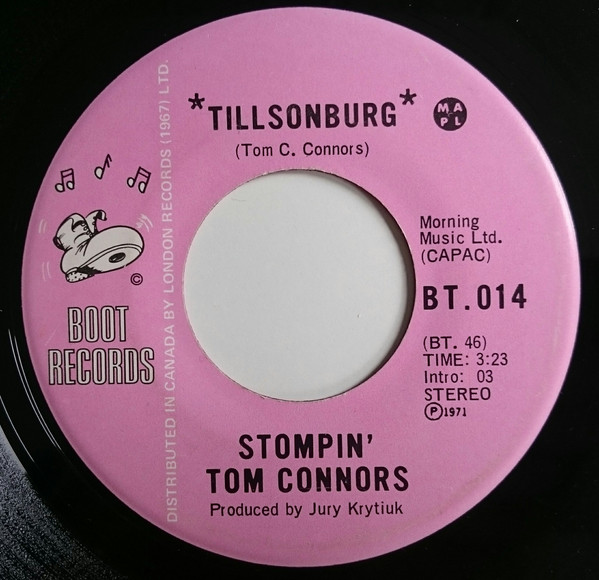 *TILLSONBURG*
M A
P L
(Tom C. Connors)
DISTRIBUTED IN CANADA BY LONDON RECORDS (1967) LTD.
©
BOOT
RECORDS
Morning
Music Ltd.
(CAPAC)
BT.014
(BT. 46)
TIME: 3:23
Intro: 03
STEREO
℗1971
STOMPIN'
TOM CONNORS
Produced by Jury Krytiuk